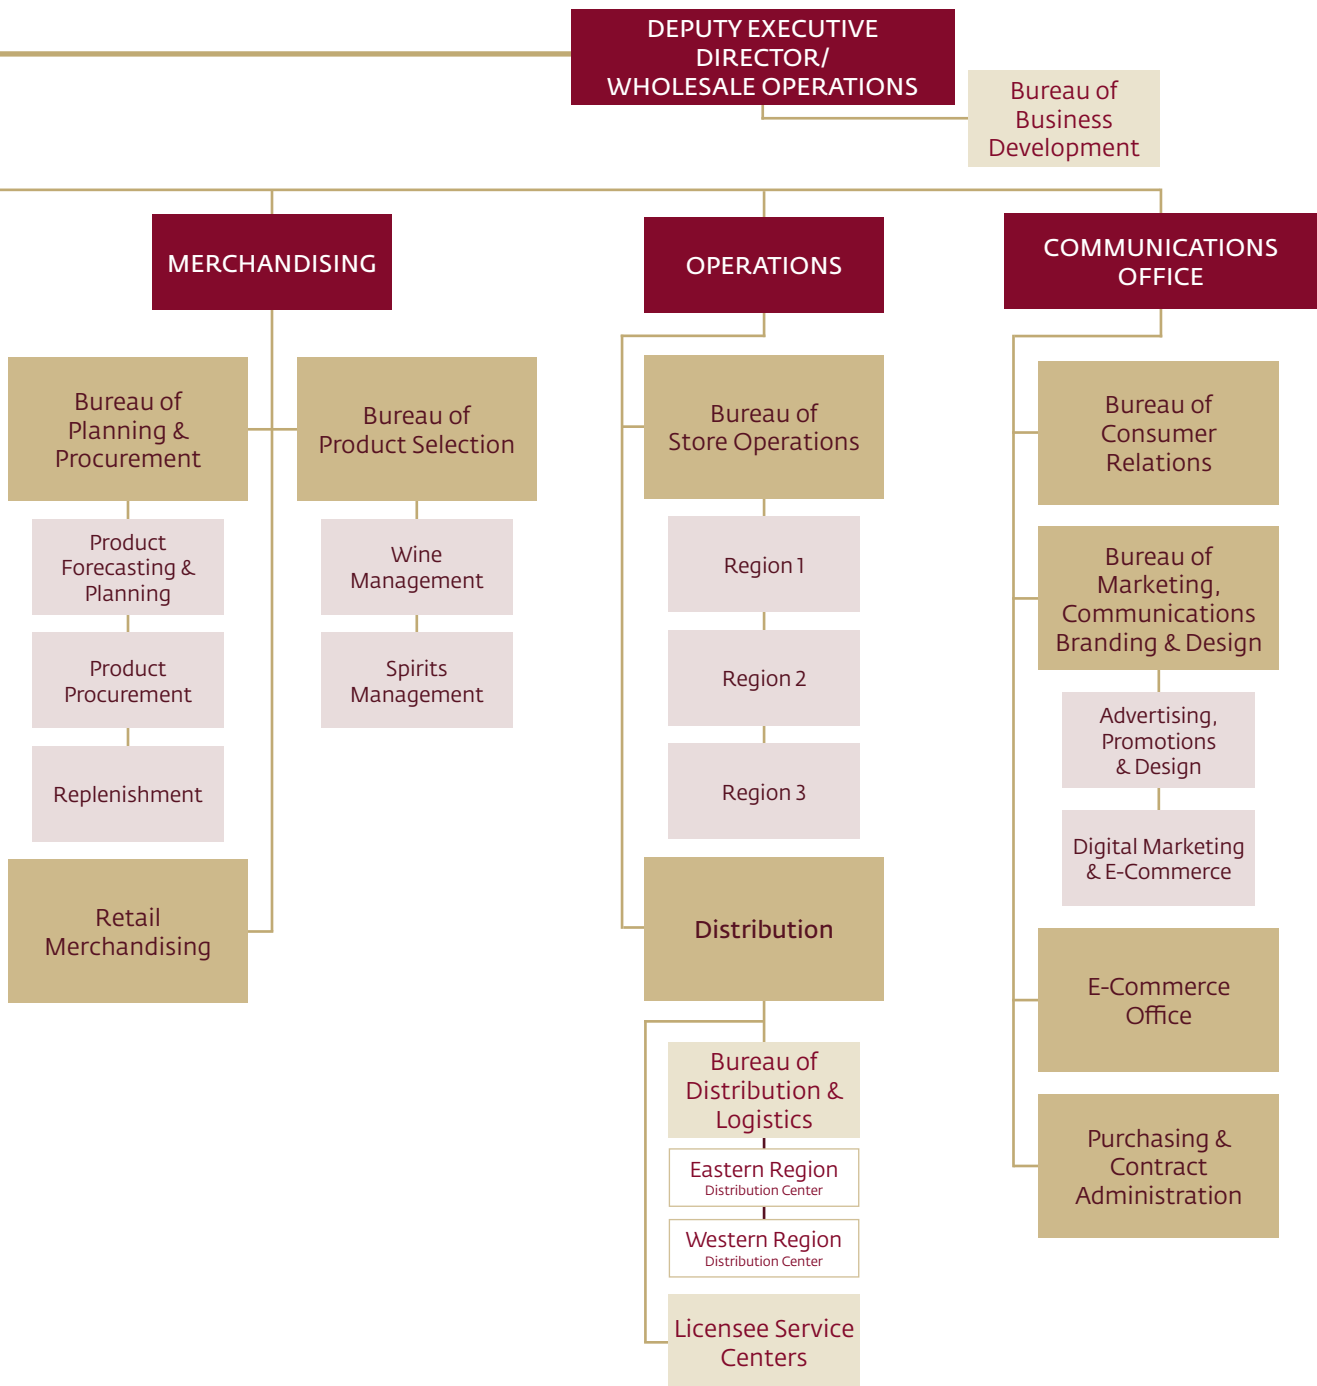 DEPUTY EXECUTIVE
DIRECTOR/
WHOLESALE OPERATIONS
Bureau of
Business
Development
MERCHANDISING
OPERATIONS
COMMUNICATIONS
OFFICE
Bureau of
Planning &
Procurement
Product
Forecasting &
Planning
Product
Procurement
Replenishment
Retail
Merchandising
Bureau of
Product Selection
Wine
Management
Spirits
Management
Bureau of
Store Operations
Region 1
Region 2
Region 3
Distribution
Bureau of
Distribution &
Logistics
Eastern Region
Distribution Center
Western Region
Distribution Center
Licensee Service
Centers
Bureau of
Consumer
Relations
Bureau of
Marketing,
Communications
Branding & Design
Advertising,
Promotions
& Design
Digital Marketing
& E-Commerce
E-Commerce
Office
Purchasing &
Contract
Administration